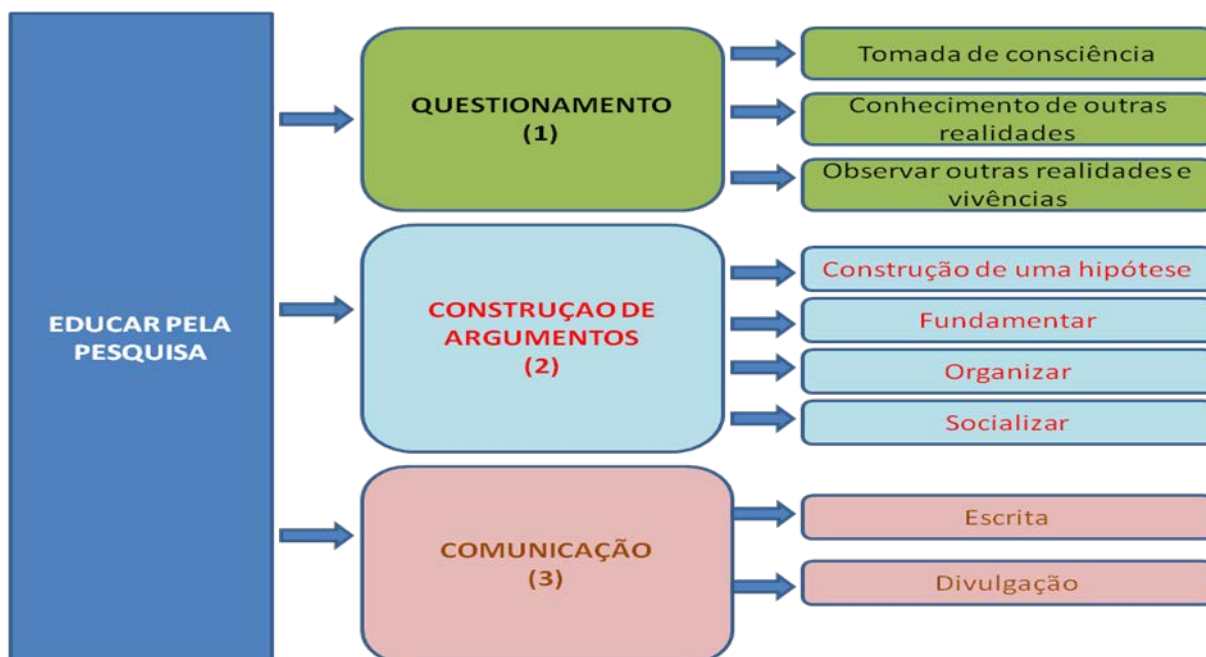 EDUCAR PELA
PESQUISA
QUESTIONAMENTO
(1)
Tomada de consciência
Conhecimento de outras
realidades
Observar outras realidades e
vivências
CONSTRUÇAO DE
ARGUMENTOS
(2)
Construção de uma hipótese
Fundamentar
Organizar
Socializar
COMUNICAÇÃO
(3)
Escrita
Divulgação